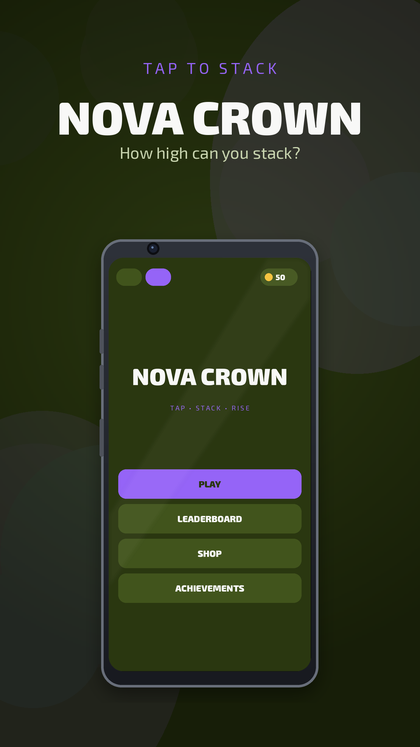 TAP TO STACK
NOVA CROWN
How high can you stack?
50
NOVA CROWN
TAP • STACK • RISE
PLAY
LEADERBOARD
SHOP
ACHIEVEMENTS